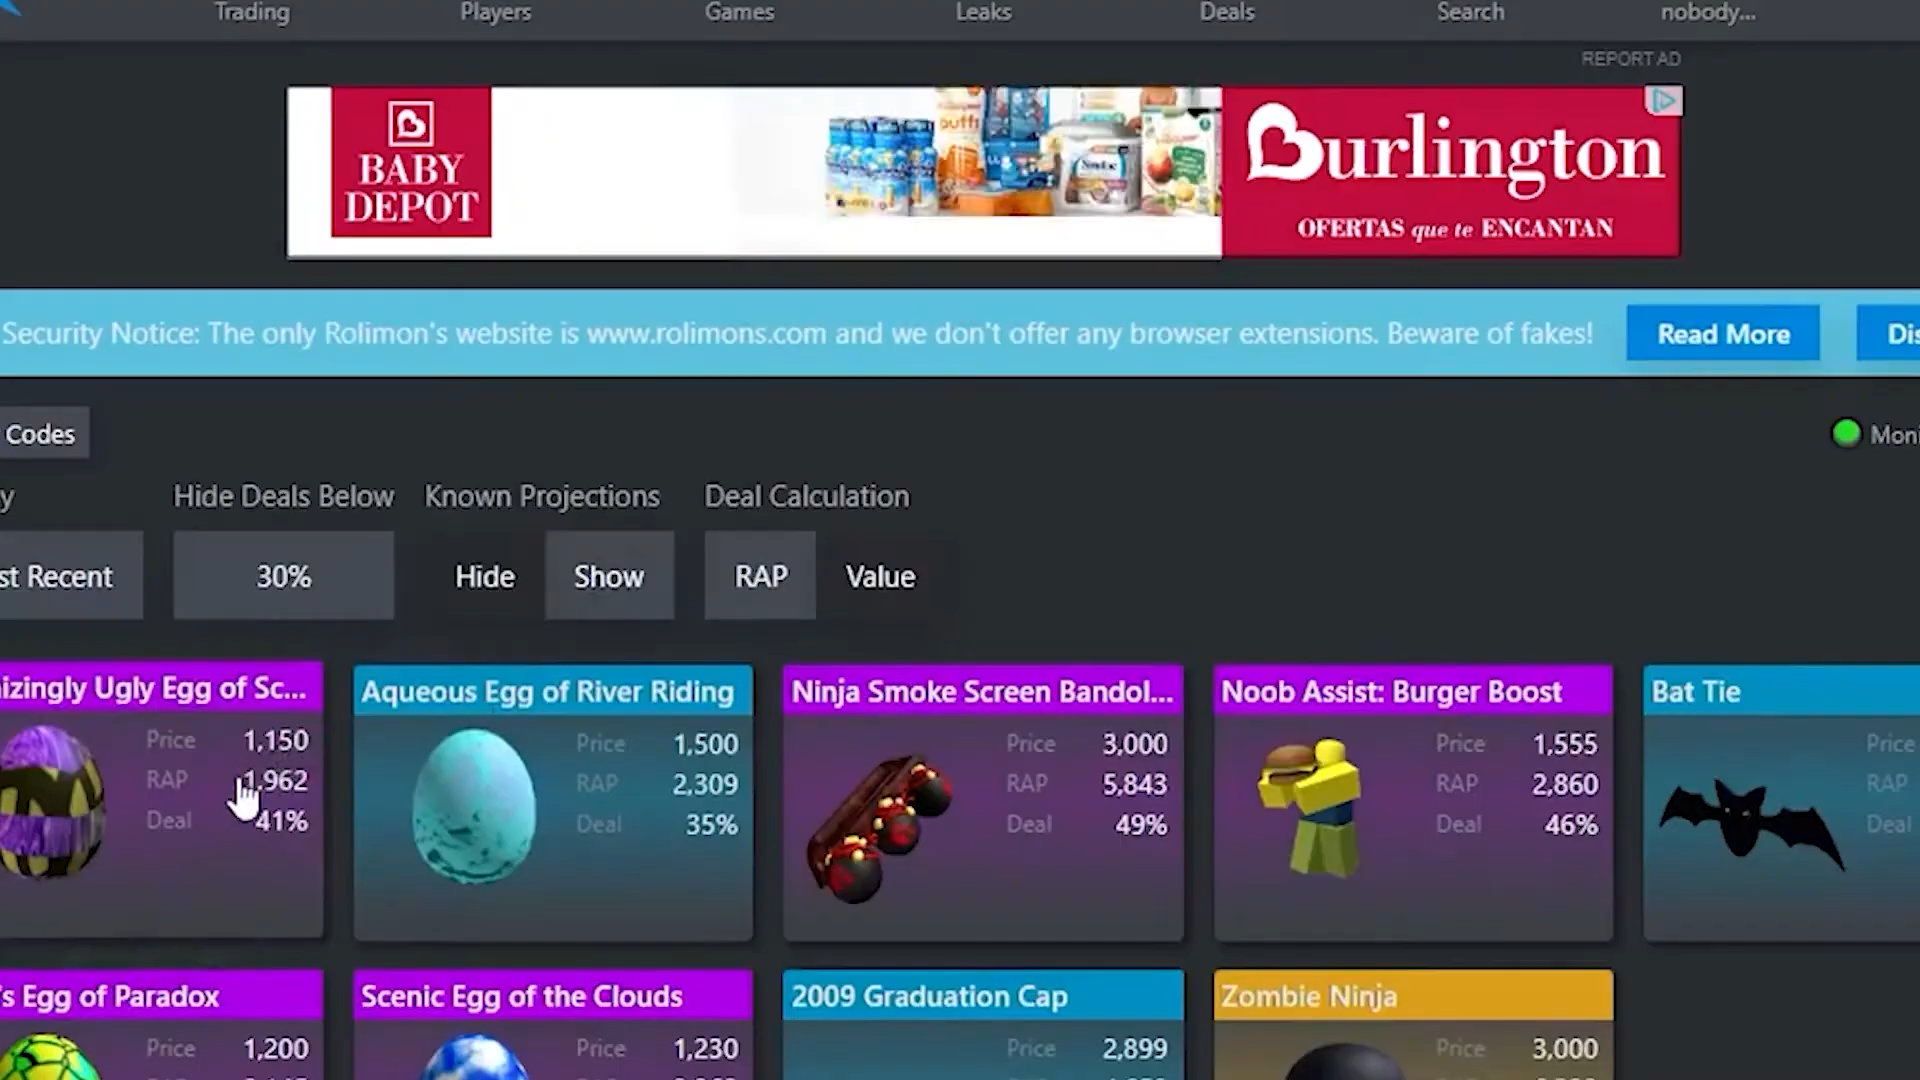 Trading Players Games Leaks Deals Search nobody...
REPORT AD
BABY
DEPOT
puffs
Burlington
OFERTAS que te ENCANTAN
Security Notice: The only Rolimon's website is www.rolimons.com and we don't offer any browser extensions. Beware of fakes! Read More Dis
Codes Moni
y Hide Deals Below Known Projections Deal Calculation
st Recent 30% Hide Show RAP Value
izingly Ugly Egg of Sc...
Price 1,150
RAP 1,962
Deal 41%
Aqueous Egg of River Riding
Price 1,500
RAP 2,309
Deal 35%
Ninja Smoke Screen Bandol...
Price 3,000
RAP 5,843
Deal 49%
Noob Assist: Burger Boost
Price 1,555
RAP 2,860
Deal 46%
Bat Tie
Price
RAP
Deal
's Egg of Paradox
Price 1,200
Scenic Egg of the Clouds
Price 1,230
2009 Graduation Cap
Price 2,899
Zombie Ninja
Price 3,000